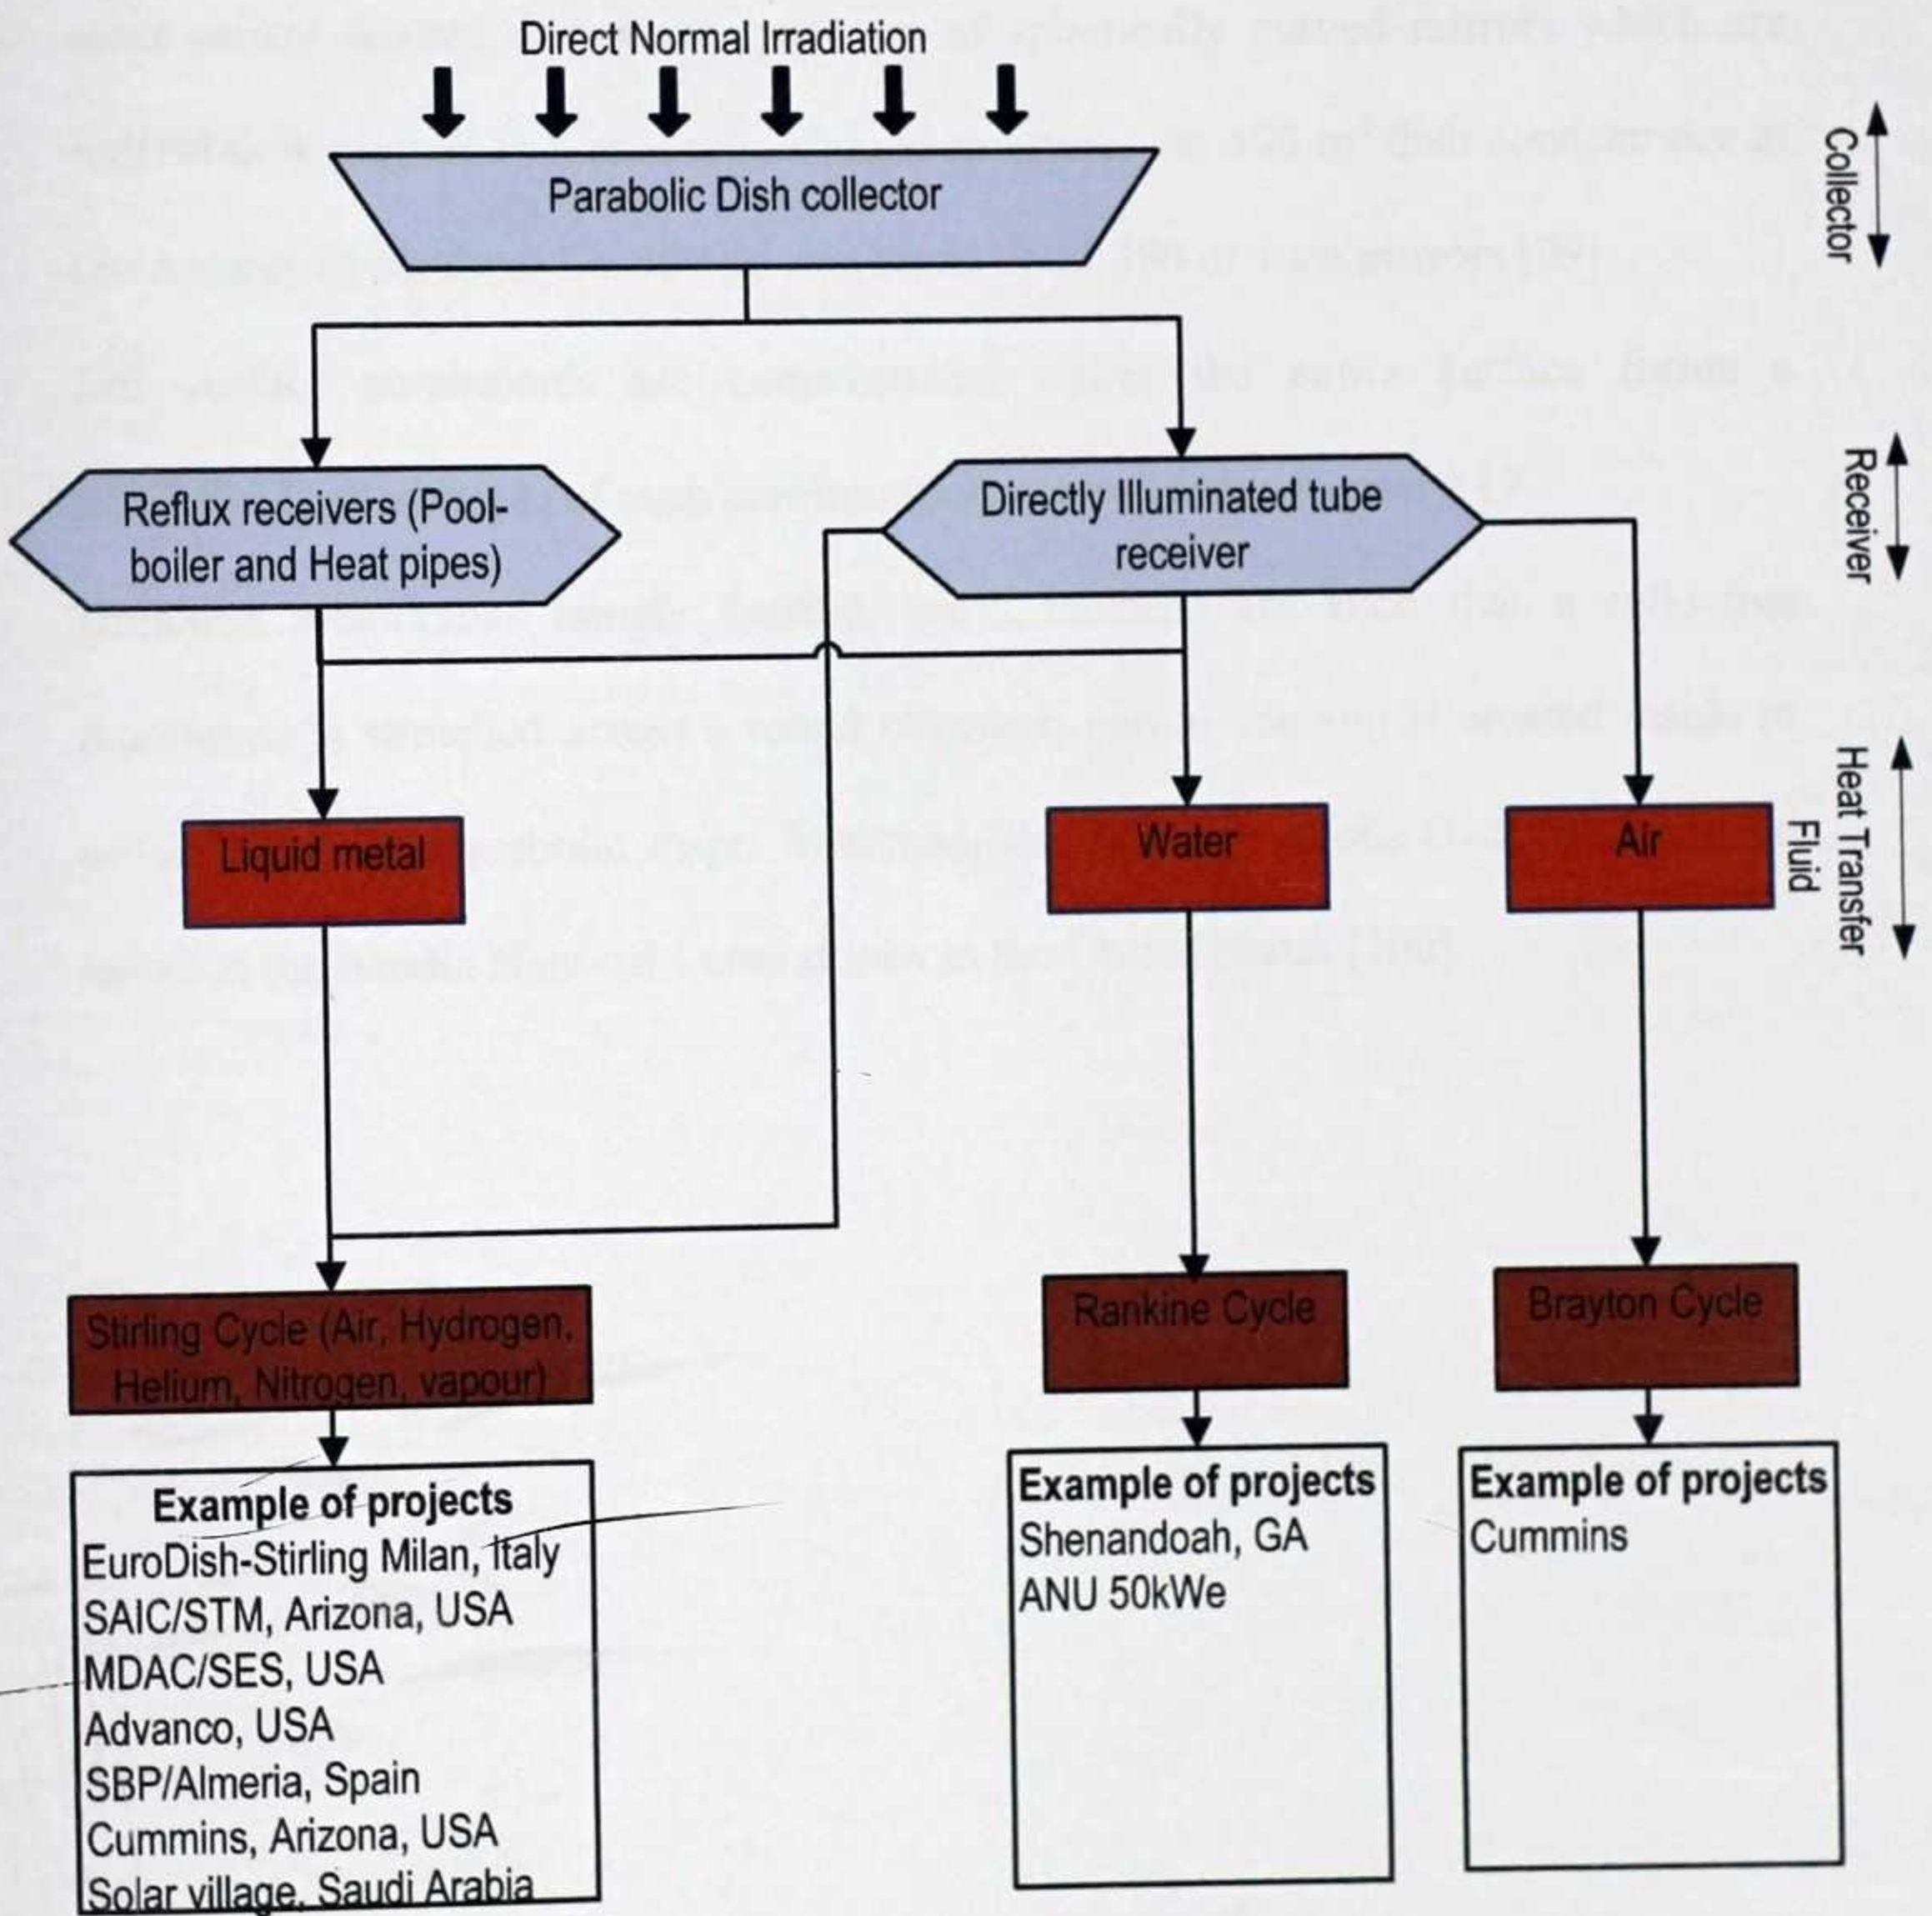 Direct Normal Irradiation
Parabolic Dish collector
Collector
Reflux receivers (Pool-
boiler and Heat pipes)
Directly Illuminated tube
receiver
Receiver
Liquid metal
Water
Air
Heat Transfer
Fluid
Stirling Cycle (Air, Hydrogen,
Helium, Nitrogen, vapour)
Rankine Cycle
Brayton Cycle
Example of projects
EuroDish-Stirling Milan, Italy
SAIC/STM, Arizona, USA
MDAC/SES, USA
Advanco, USA
SBP/Almeria, Spain
Cummins, Arizona, USA
Solar village, Saudi Arabia
Example of projects
Shenandoah, GA
ANU 50kWe
Example of projects
Cummins